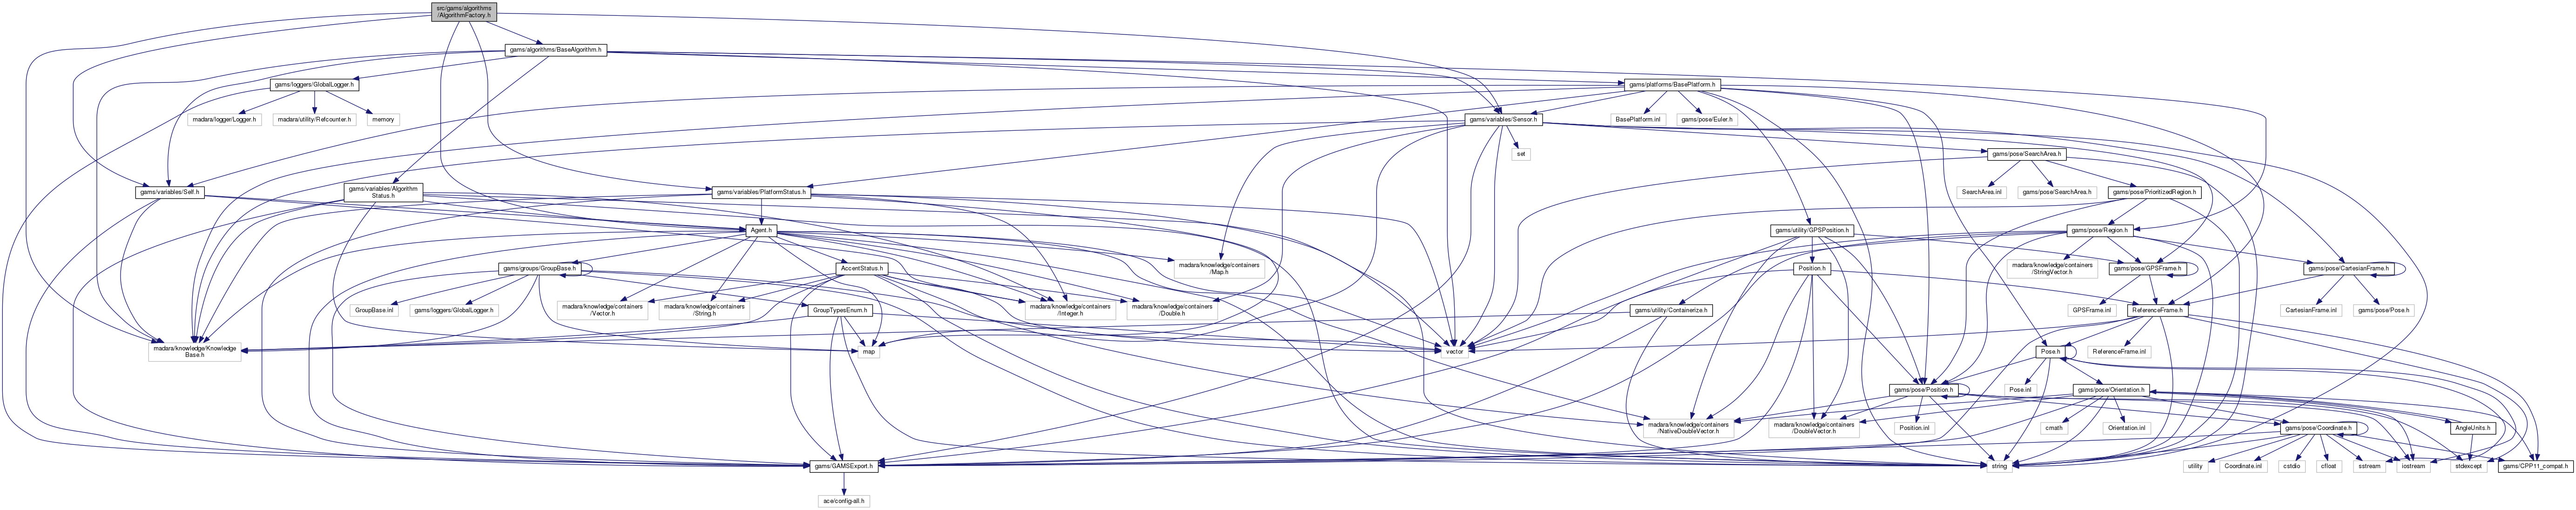 src/gams/algorithms
/AlgorithmFactory.h
gams/algorithms/BaseAlgorithm.h
gams/loggers/GlobalLogger.h
gams/platforms/BasePlatform.h
madara/logger/Logger.h
madara/utility/Refcounter.h
memory
gams/variables/Sensor.h
BasePlatform.inl
gams/pose/Euler.h
set
gams/pose/SearchArea.h
gams/variables/Self.h
gams/variables/Algorithm
Status.h
gams/variables/PlatformStatus.h
SearchArea.inl
gams/pose/SearchArea.h
gams/pose/PrioritizedRegion.h
Agent.h
gams/utility/GPSPosition.h
gams/pose/Region.h
gams/groups/GroupBase.h
AccentStatus.h
madara/knowledge/containers
/Map.h
Position.h
madara/knowledge/containers
/StringVector.h
gams/pose/GPSFrame.h
gams/pose/CartesianFrame.h
GroupBase.inl
gams/loggers/GlobalLogger.h
madara/knowledge/containers
/Vector.h
madara/knowledge/containers
/String.h
GroupTypesEnum.h
madara/knowledge/containers
/Integer.h
madara/knowledge/containers
/Double.h
gams/utility/Containerize.h
GPSFrame.inl
ReferenceFrame.h
CartesianFrame.inl
gams/pose/Pose.h
madara/knowledge/Knowledge
Base.h
map
vector
Pose.h
ReferenceFrame.inl
gams/pose/Position.h
Pose.inl
gams/pose/Orientation.h
madara/knowledge/containers
/NativeDoubleVector.h
madara/knowledge/containers
/DoubleVector.h
Position.inl
cmath
Orientation.inl
gams/pose/Coordinate.h
AngleUnits.h
gams/GAMSExport.h
string
utility
Coordinate.inl
cstdio
cfloat
sstream
iostream
stdexcept
gams/CPP11_compat.h
ace/config-all.h